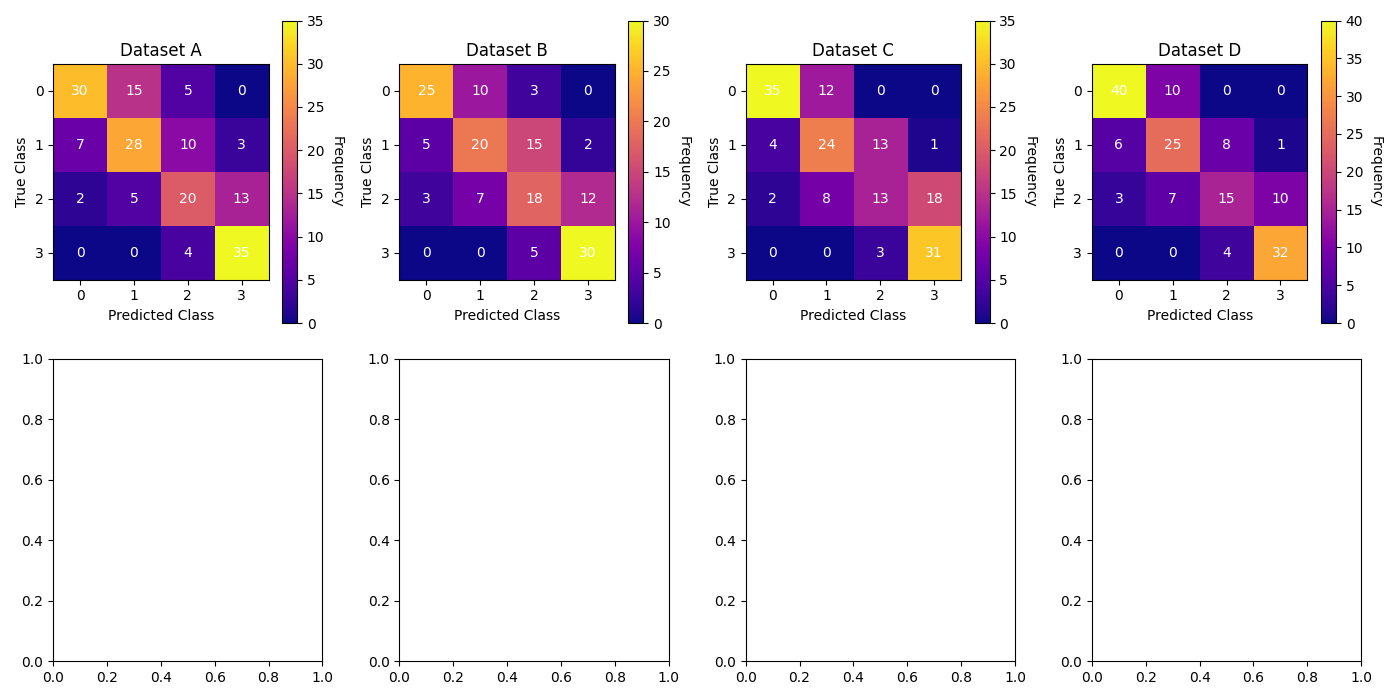 Dataset A
Dataset B
Dataset C
Dataset D
True Class
0 30 15 5 0
1 7 28 10 3
2 2 5 20 13
3 0 0 4 35
0 1 2 3
Predicted Class
35
30
25
20
15
10
5
0
Frequency
True Class
0 25 10 3 0
1 5 20 15 2
2 3 7 18 12
3 0 0 5 30
0 1 2 3
Predicted Class
30
25
20
15
10
5
0
Frequency
True Class
0 35 12 0 0
1 4 24 13 1
2 2 8 13 18
3 0 0 3 31
0 1 2 3
Predicted Class
35
30
25
20
15
10
5
0
Frequency
True Class
0 40 10 0 0
1 6 25 8 1
2 3 7 15 10
3 0 0 4 32
0 1 2 3
Predicted Class
40
35
30
25
20
15
10
5
0
Frequency
1.0
0.8
0.6
0.4
0.2
0.0
0.0 0.2 0.4 0.6 0.8 1.0
1.0
0.8
0.6
0.4
0.2
0.0
0.0 0.2 0.4 0.6 0.8 1.0
1.0
0.8
0.6
0.4
0.2
0.0
0.0 0.2 0.4 0.6 0.8 1.0
1.0
0.8
0.6
0.4
0.2
0.0
0.0 0.2 0.4 0.6 0.8 1.0